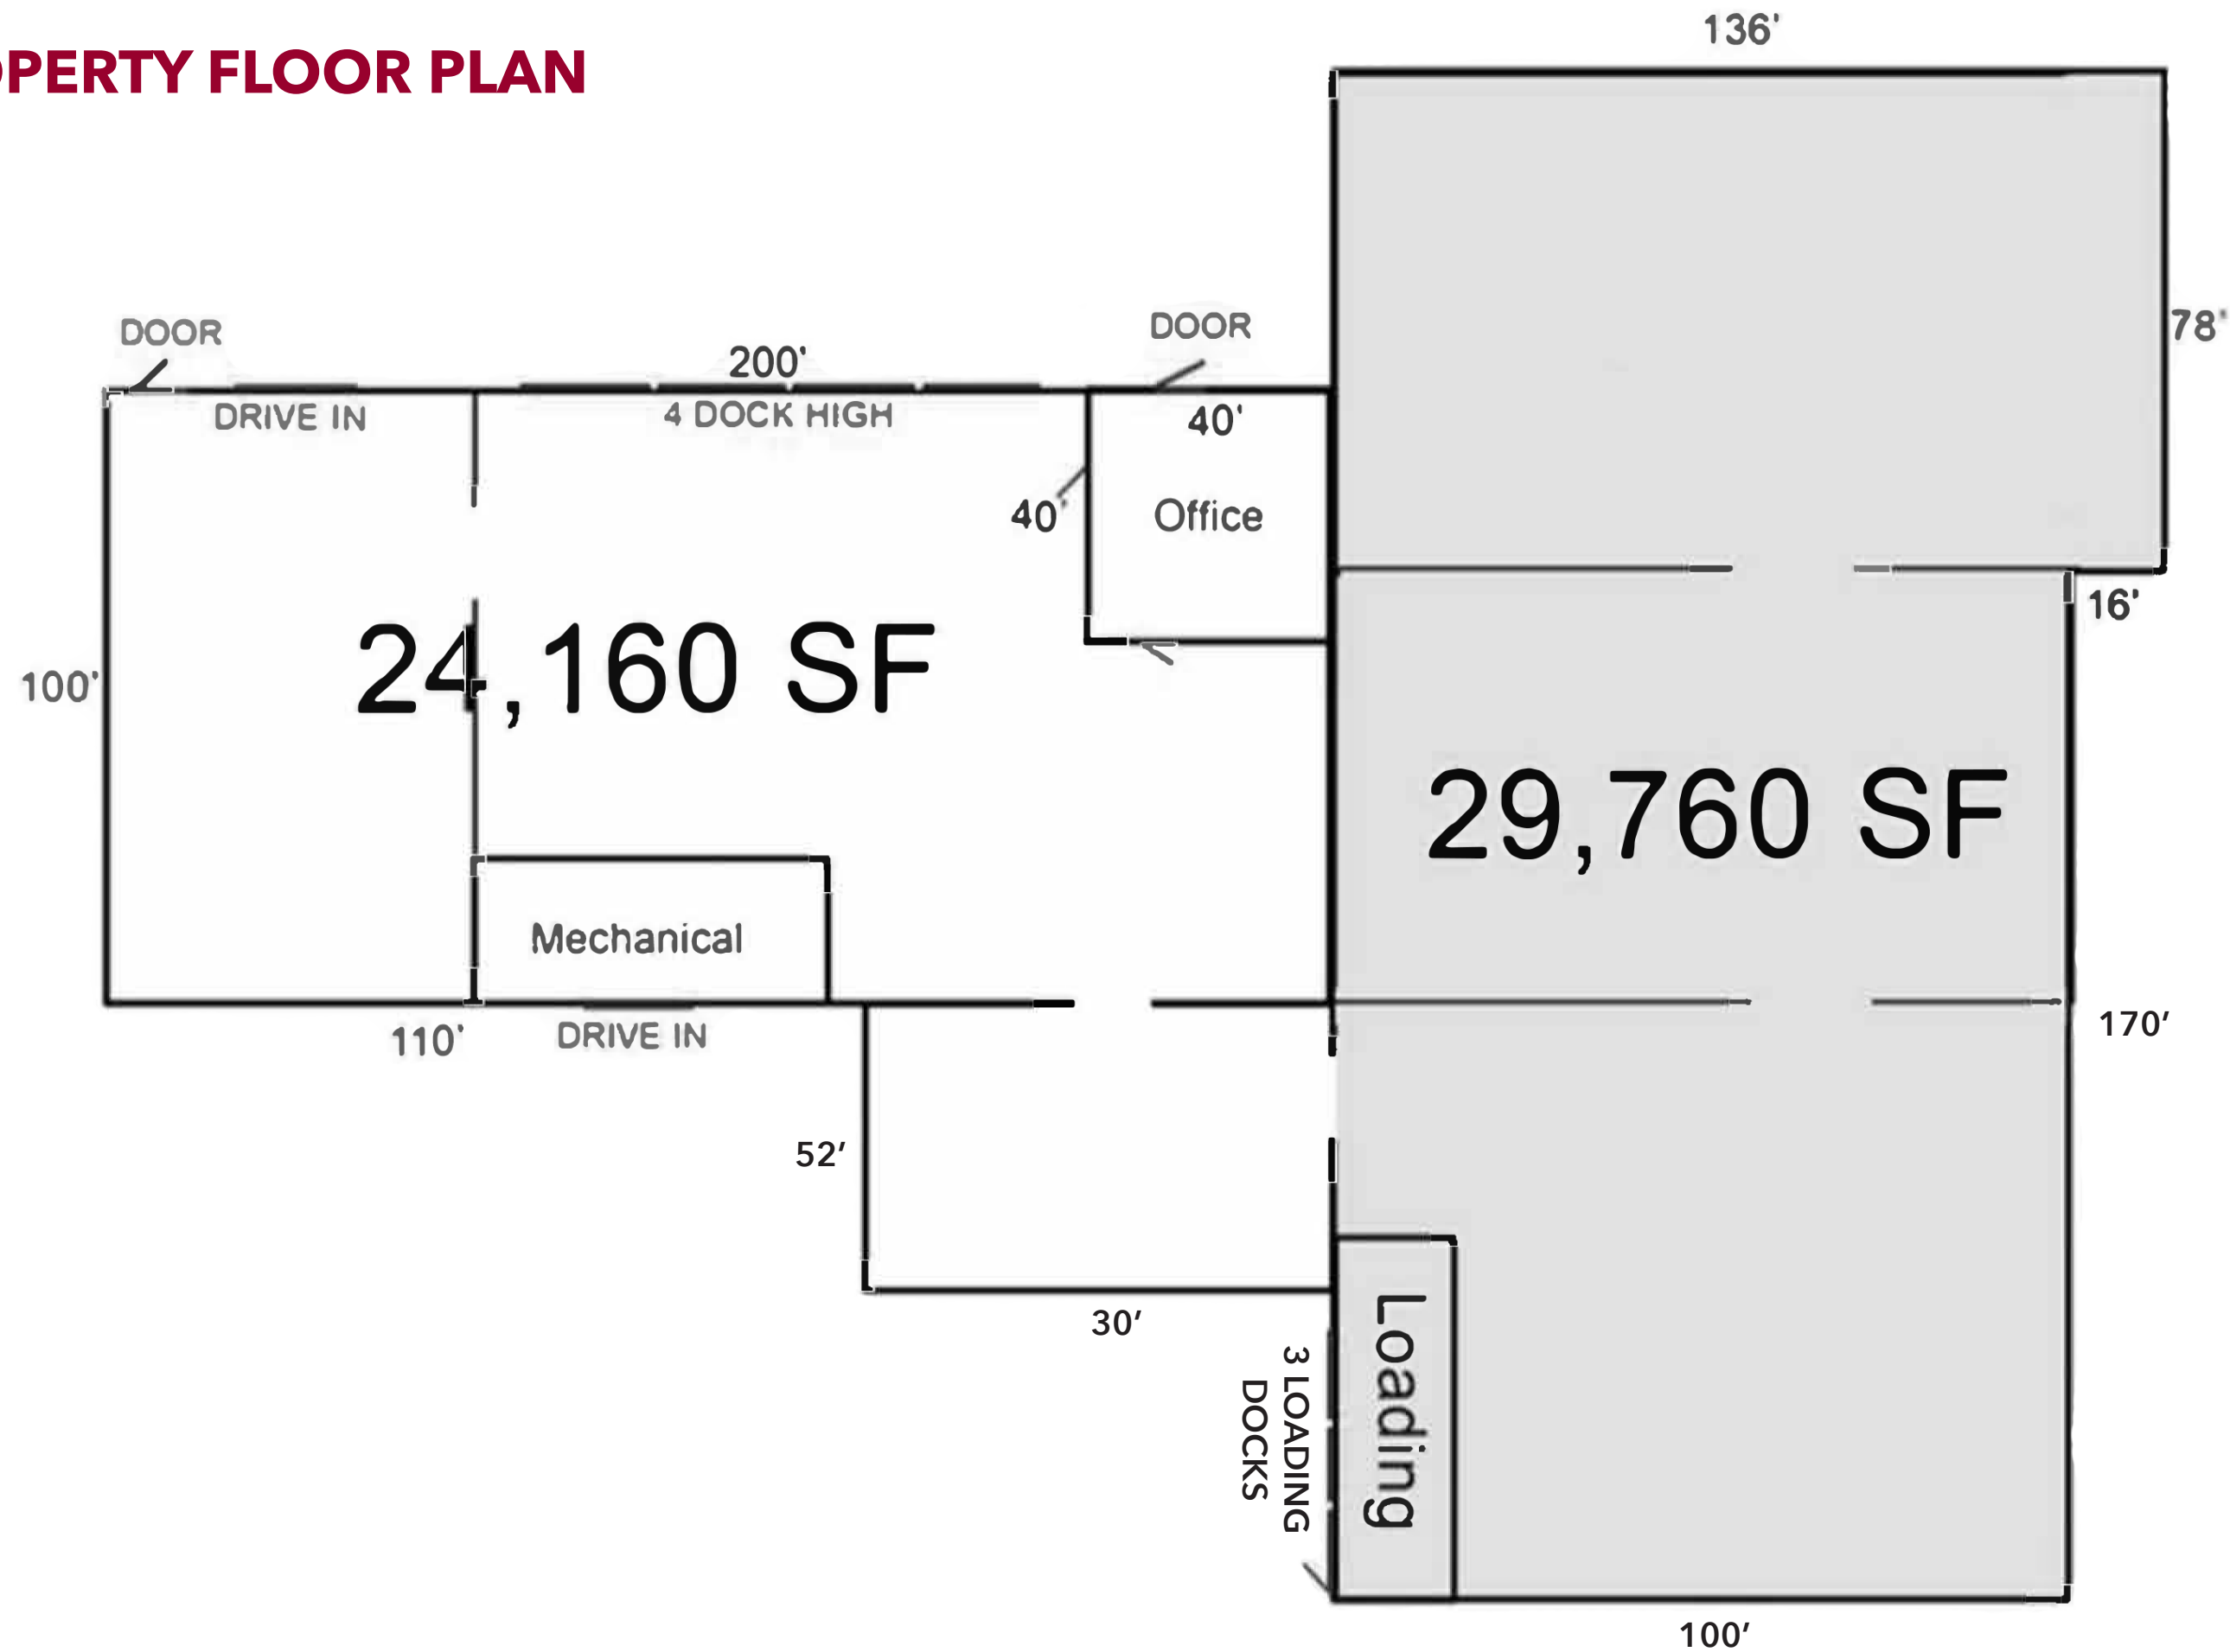 OPERTY FLOOR PLAN
136'
78'
DOOR
DOOR
200'
DRIVE IN
4 DOCK HIGH
40'
40'
Office
16'
24,160 SF
100'
29,760 SF
Mechanical
110'
DRIVE IN
170'
52'
30'
3 LOADING
DOCKS
Loading
100'